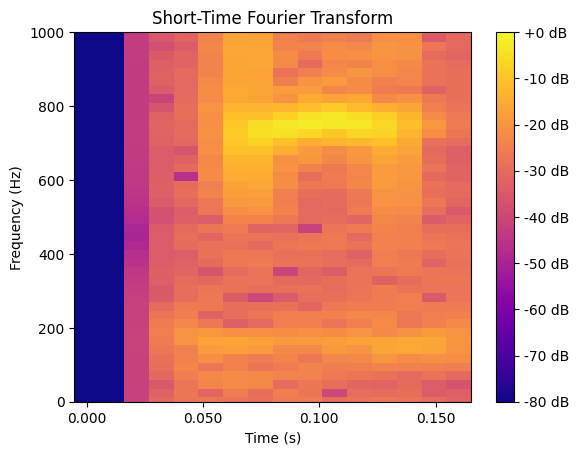 Short-Time Fourier Transform
Frequency (Hz)
1000
800
600
400
200
0
0.000
0.050
0.100
0.150
Time (s)
+0 dB
-10 dB
-20 dB
-30 dB
-40 dB
-50 dB
-60 dB
-70 dB
-80 dB